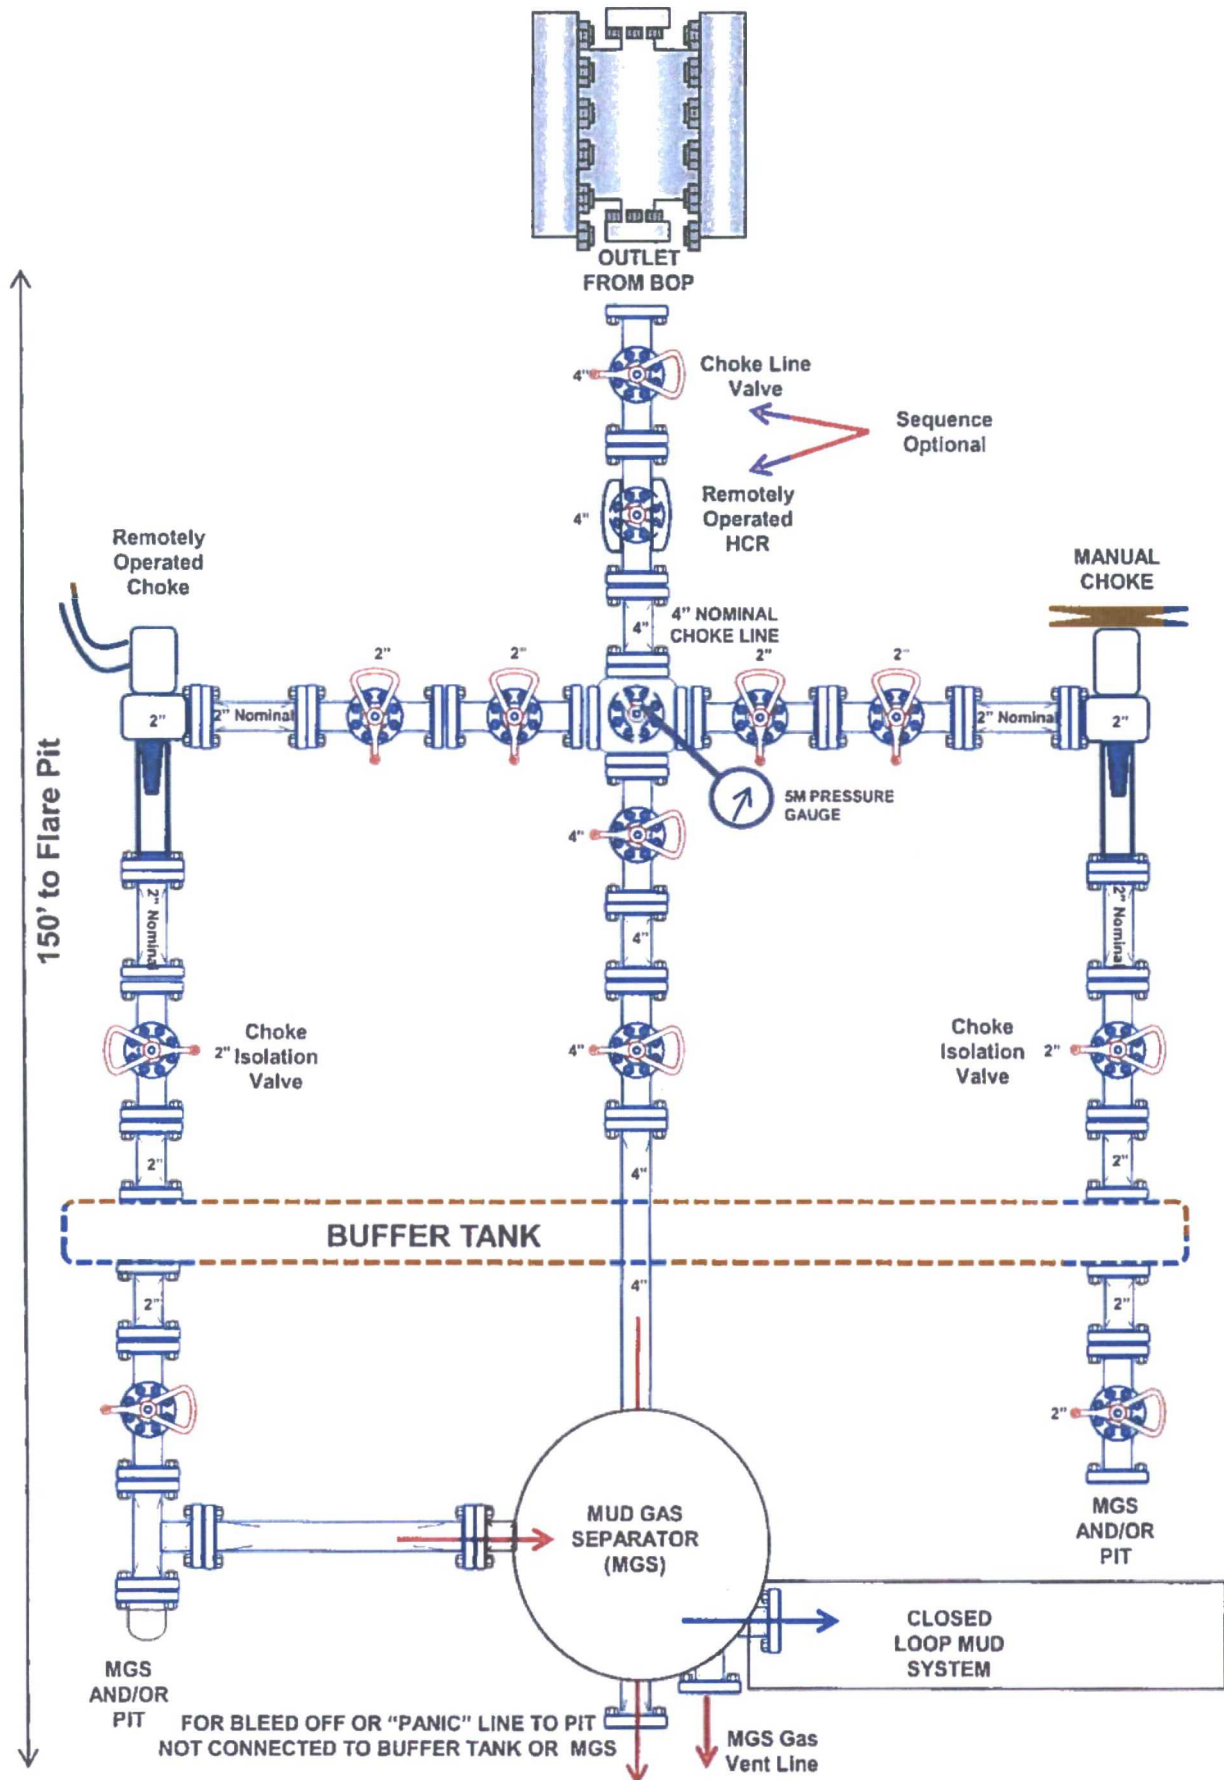 OUTLET
FROM BOP
4"
Choke Line
Valve
Sequence
Optional
4"
Remotely
Operated
HCR
Remotely
Operated
Choke
MANUAL
CHOKE
4"
4" NOMINAL
CHOKE LINE
2"
2"
2"
2"
2"
2" Nominal
2" Nominal
2"
5M PRESSURE
GAUGE
4"
150' to Flare Pit
2" Nominal
4"
2" Nominal
2"
Choke
Isolation
Valve
4"
Choke
Isolation
Valve
2"
2"
4"
2"
BUFFER TANK
2"
4"
2"
2"
MUD GAS
SEPARATOR
(MGS)
MGS
AND/OR
PIT
CLOSED
LOOP MUD
SYSTEM
MGS
AND/OR
PIT
FOR BLEED OFF OR "PANIC" LINE TO PIT
NOT CONNECTED TO BUFFER TANK OR MGS
MGS Gas
Vent Line